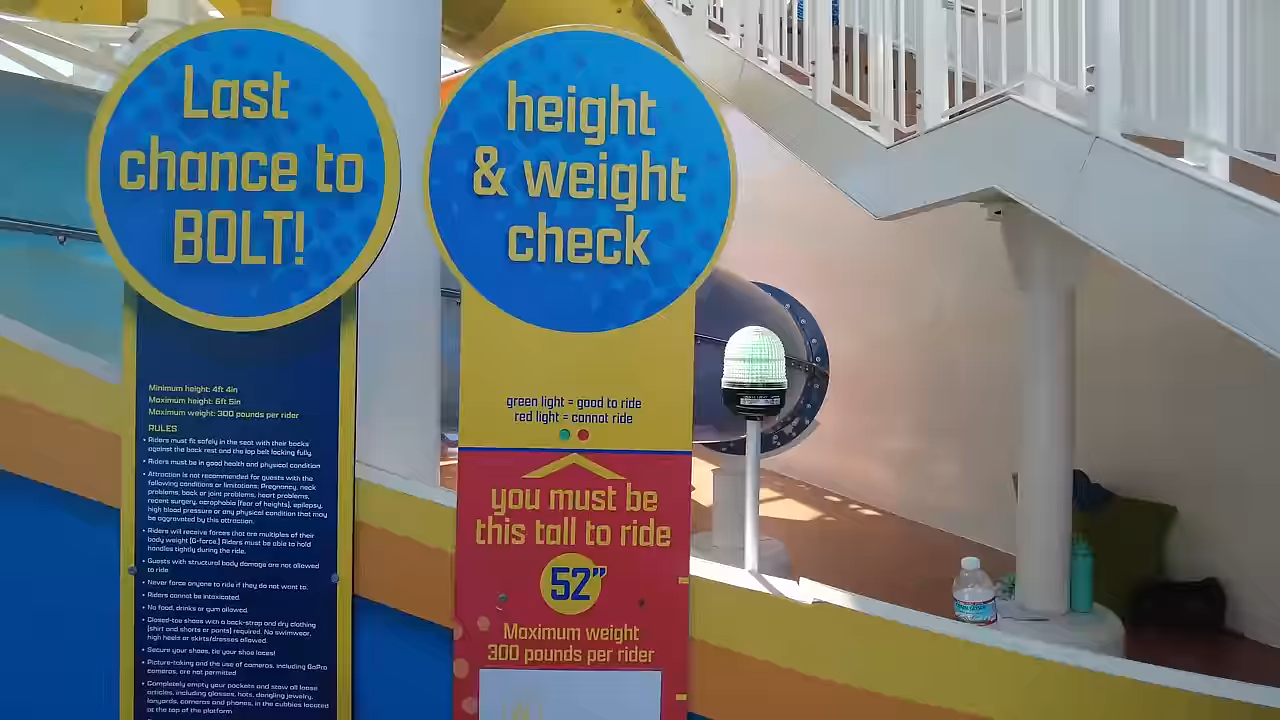 Last
chance to
BOLT!
Minimum height: 4ft 4in
Maximum height: 6ft 5in
Maximum weight: 300 pounds per rider
RULES
• Riders must fit safely in the seat with their backs
against the back rest and the lap belt locking fully.
• Riders must be in good health and physical condition
• Attraction is not recommended for guests with the
following conditions or limitations: Pregnancy, neck
problems, back or joint problems, heart problems,
recent surgery, acrophobia (fear of heights), epilepsy,
high blood pressure or any physical condition that may
be aggravated by this attraction.
• Riders will receive forces that are multiples of their
body weight (G-force.) Riders must be able to hold
handles tightly during the ride.
• Guests with structural body damage are not allowed
to ride.
• Never force anyone to ride if they do not want to.
• Riders cannot be intoxicated.
• No food, drinks or gum allowed.
• Closed-toe shoes with a back-strap and dry clothing
(shirt and shorts or pants) required. No swimwear,
high heels or skirts/dresses allowed.
• Secure your shoes, tie your shoe laces!
• Picture-taking and the use of cameras, including GoPro
cameras, are not permitted
• Completely empty your pockets and stow all loose
articles, including glasses, hats, dangling jewelry,
lanyards, cameras and phones, in the cubbies located
at the top of the platform.
height
& weight
check
green light = good to ride
red light = cannot ride
you must be
this tall to ride
52”
Maximum weight
300 pounds per rider